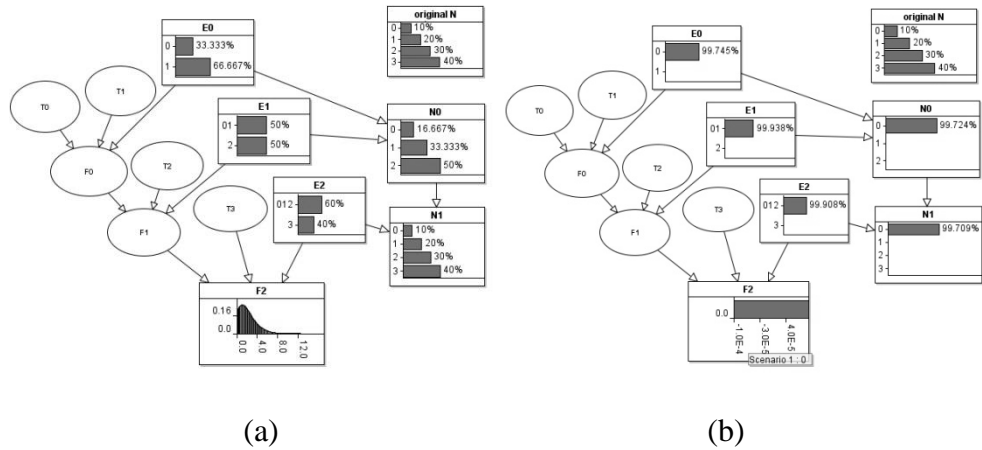 E0
0 33.333%
1 66.667%
original N
0 10%
1 20%
2 30%
3 40%
T0
T1
E1
01 50%
2 50%
N0
0 16.667%
1 33.333%
2 50%
F0
T2
E2
012 60%
3 40%
T3
F1
N1
0 10%
1 20%
2 30%
3 40%
F2
0.16
0.0
0.0 4.0 8.0 12.0
(a)
E0
0 99.745%
1
original N
0 10%
1 20%
2 30%
3 40%
T0
T1
E1
01 99.938%
2
N0
0 99.724%
1
2
F0
T2
E2
012 99.908%
3
T3
F1
N1
0 99.709%
1
2
3
F2
0.0
-1.0E-4 -3.0E-5 4.0E-5
Scenario 1 : 0
(b)